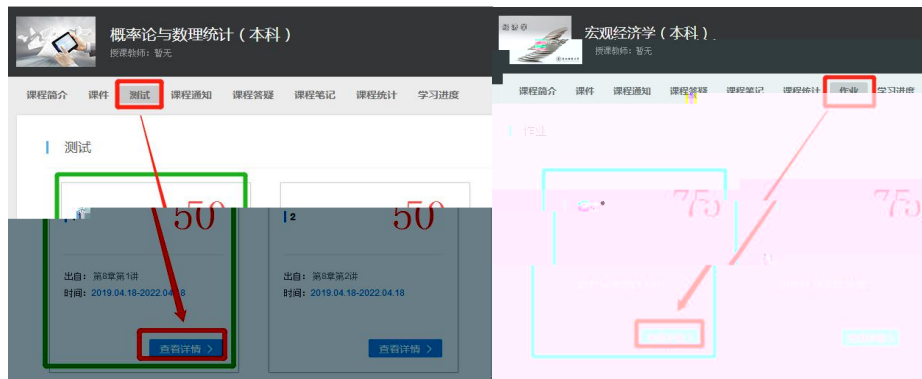 概率论与数理统计（本科）
授课教师：暂无
课程简介 课件 测试 课程通知 课程答疑 课程笔记 课程统计 学习进度
测试
50
出自：第8章第1讲
时间：2019.04.18-2022.04.18
查看详情 >
2
50
出自：第8章第2讲
时间：2019.04.18-2022.04.18
查看详情 >
宏观经济学（本科）
授课教师：暂无
课程简介 课件 课程通知 课程答疑 课程笔记 课程统计 作业 学习进度
作业
75
75